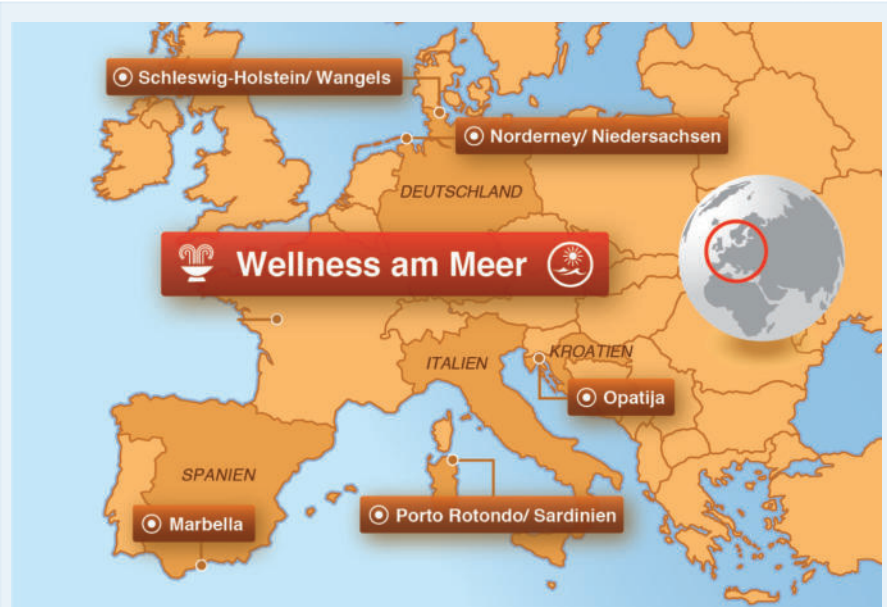 Schleswig-Holstein/ Wangels
Norderney/ Niedersachsen
DEUTSCHLAND
Wellness am Meer
ITALIEN
KROATIEN
Opatija
SPANIEN
Marbella
Porto Rotondo/ Sardinien